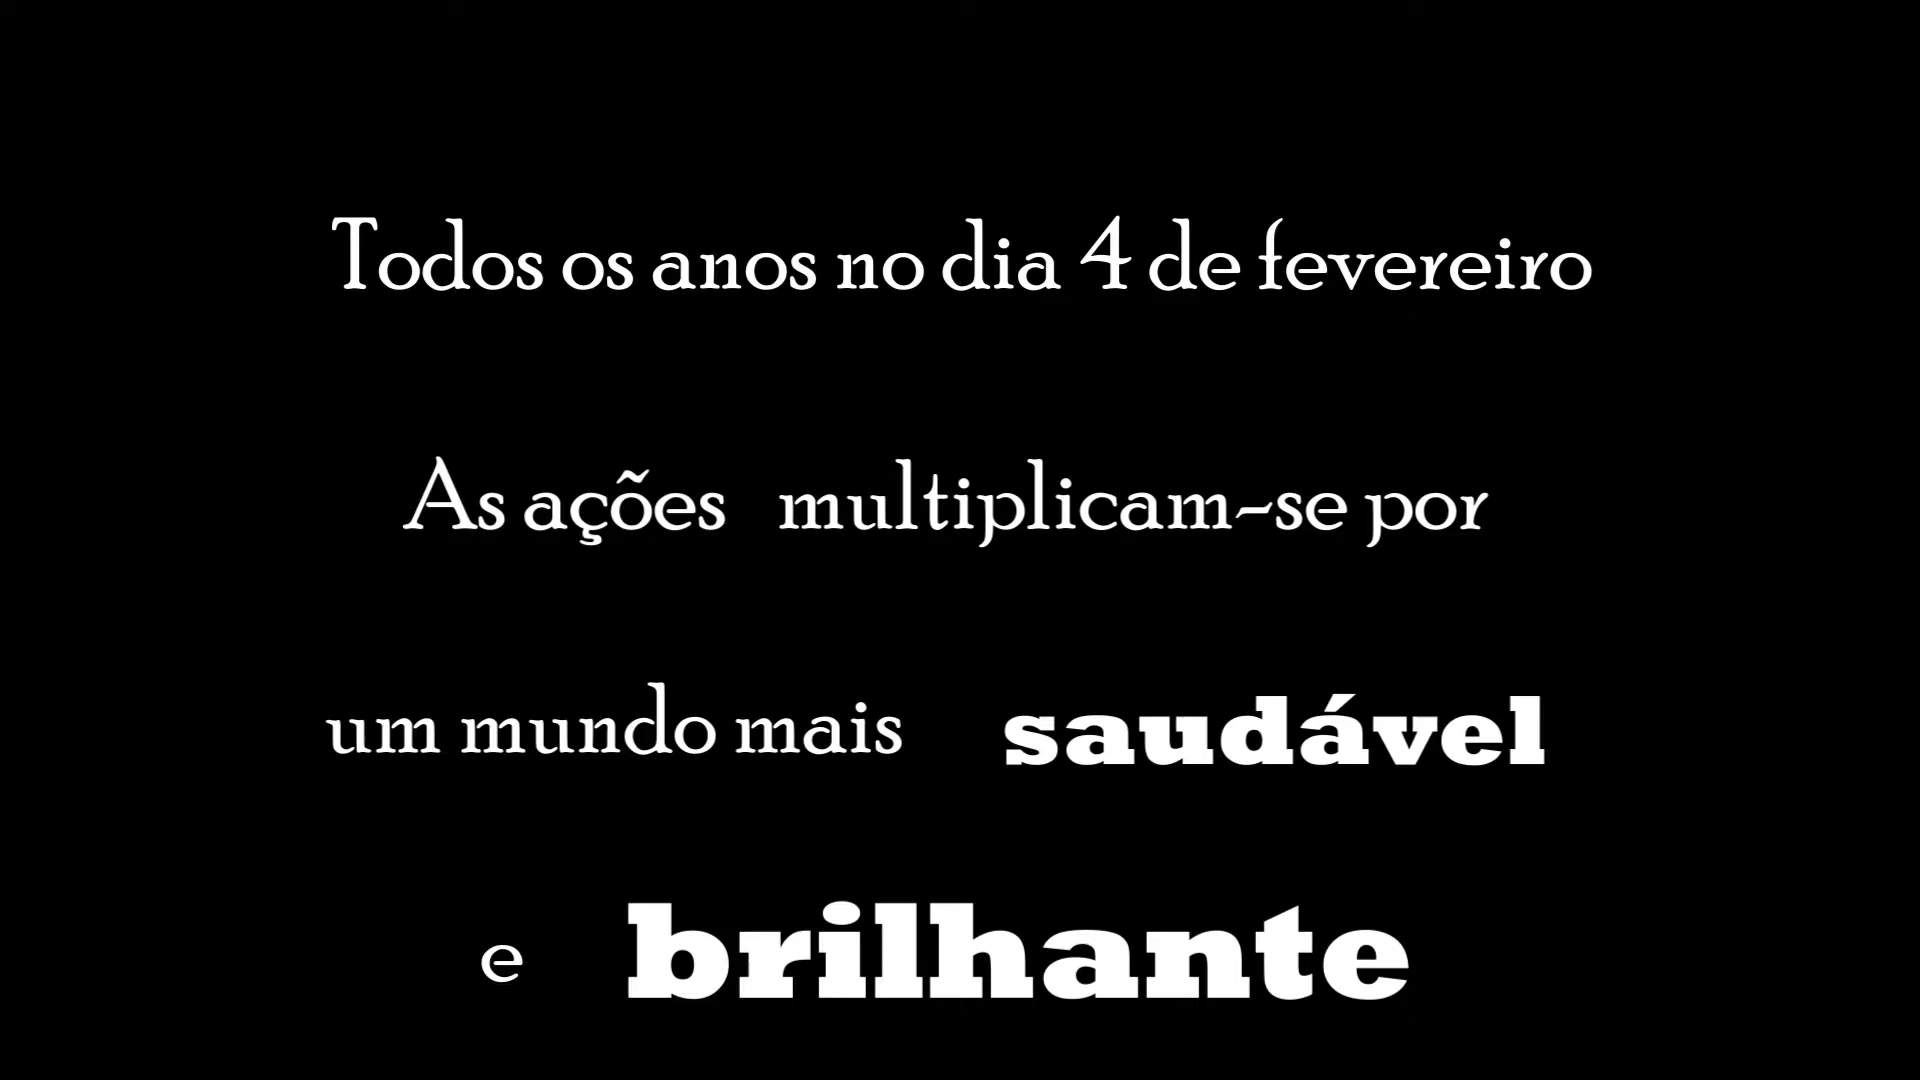 Todos os anos no dia 4 de fevereiro
As ações multiplicam-se por
um mundo mais saudável
e brilhante